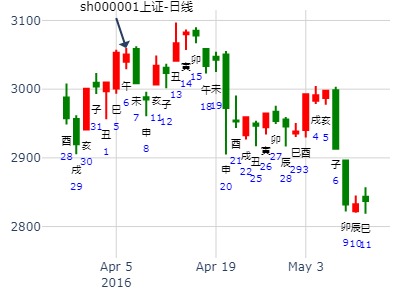 sh000001上证-日线
3100
3000
2900
2800
酉
28
戌
29
亥
30
子
31
丑
1
巳
5
午
6
未
7
申
8
亥
11
子
12
丑
13
寅
14
卯
15
午
18
未
19
申
20
酉
21
戌
22
丑
25
寅
26
卯
27
辰
28
巳
29
酉
3
戌
4
亥
5
子
6
卯
9
辰
10
巳
11
Apr 5
2016
Apr 19
May 3